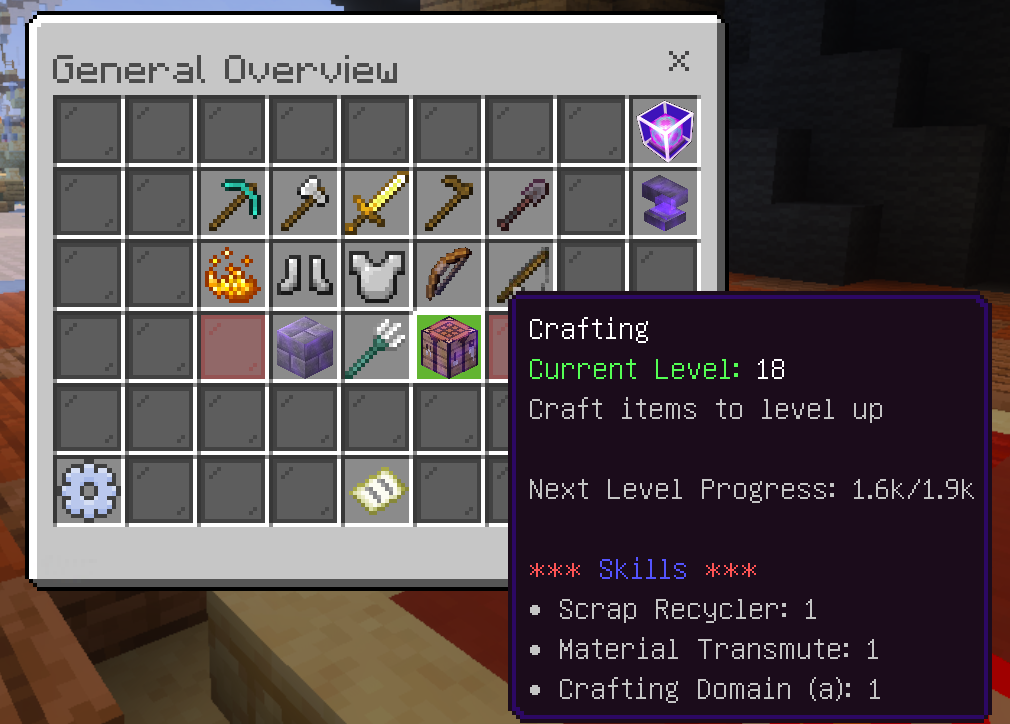 General Overview
Crafting
Current Level: 18
Craft items to level up
Next Level Progress: 1.6k/1.9k
*** Skills ***
• Scrap Recycler: 1
• Material Transmute: 1
• Crafting Domain (a): 1